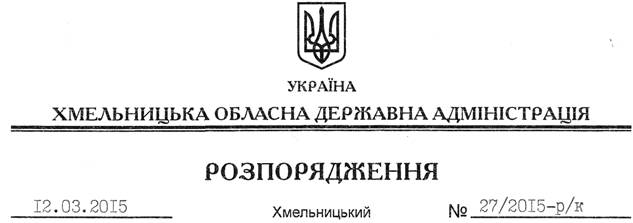 УКРАЇНА
ХМЕЛЬНИЦЬКА ОБЛАСНА ДЕРЖАВНА АДМІНІСТРАЦІЯ
РОЗПОРЯДЖЕННЯ
12.03.2015 Хмельницький № 27/2015-р/к